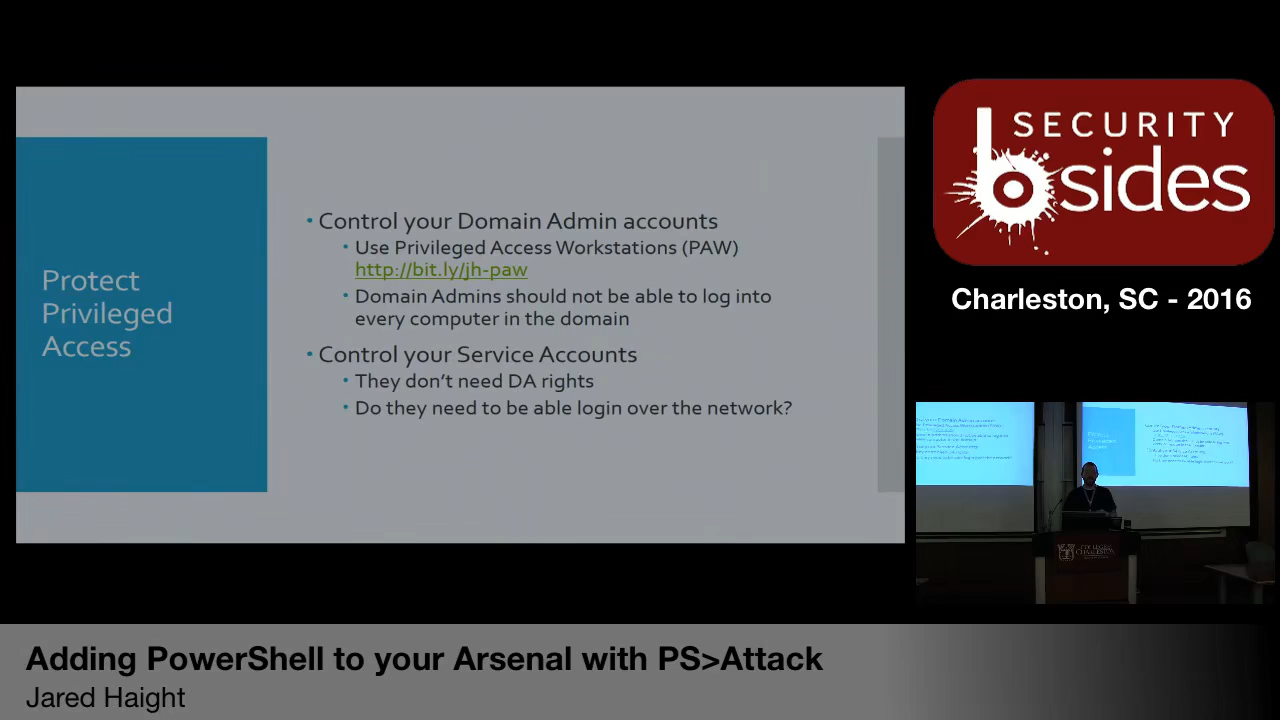 Protect
Privileged
Access
• Control your Domain Admin accounts
• Use Privileged Access Workstations (PAW)
http://bit.ly/jh-paw
• Domain Admins should not be able to log into
every computer in the domain
• Control your Service Accounts
• They don't need DA rights
• Do they need to be able login over the network?
SECURITY
bsides
Charleston, SC - 2016
Adding PowerShell to your Arsenal with PS>Attack
Jared Haight